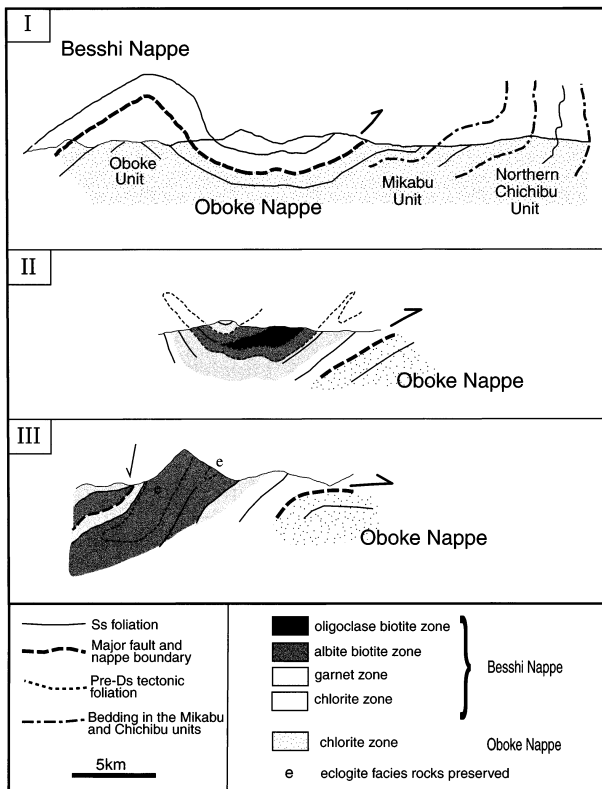 I
Besshi Nappe
Oboke
Unit
Oboke Nappe
Mikabu
Unit
Northern
Chichibu
Unit
II
Oboke Nappe
III
e
e
Oboke Nappe
Ss foliation
Major fault and
nappe boundary
Pre-Ds tectonic
foliation
Bedding in the Mikabu
and Chichibu units
5km
oligoclase biotite zone
albite biotite zone
garnet zone
chlorite zone
Besshi Nappe
chlorite zone
Oboke Nappe
e eclogite facies rocks preserved